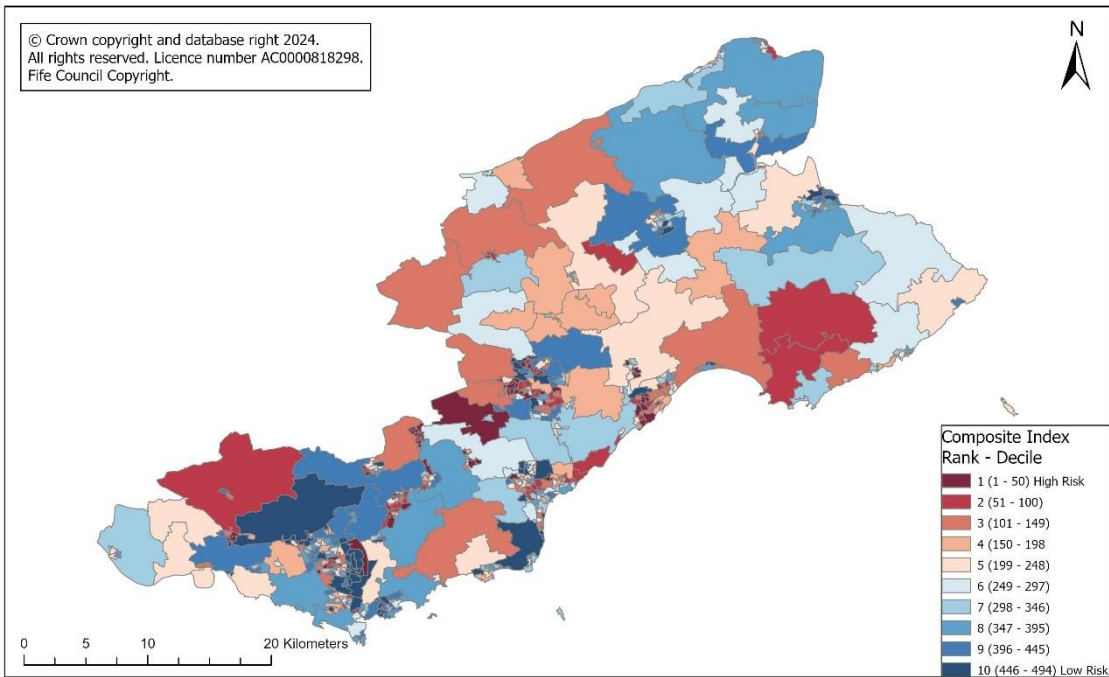 © Crown copyright and database right 2024.
All rights reserved. Licence number AC0000818298.
Fife Council Copyright.
N
Composite Index
Rank - Decile
1 (1 - 50) High Risk
2 (51 - 100)
3 (101 - 149)
4 (150 - 198
5 (199 - 248)
6 (249 - 297)
7 (298 - 346)
8 (347 - 395)
9 (396 - 445)
10 (446 - 494) Low Risk
0 5 10 20 Kilometers